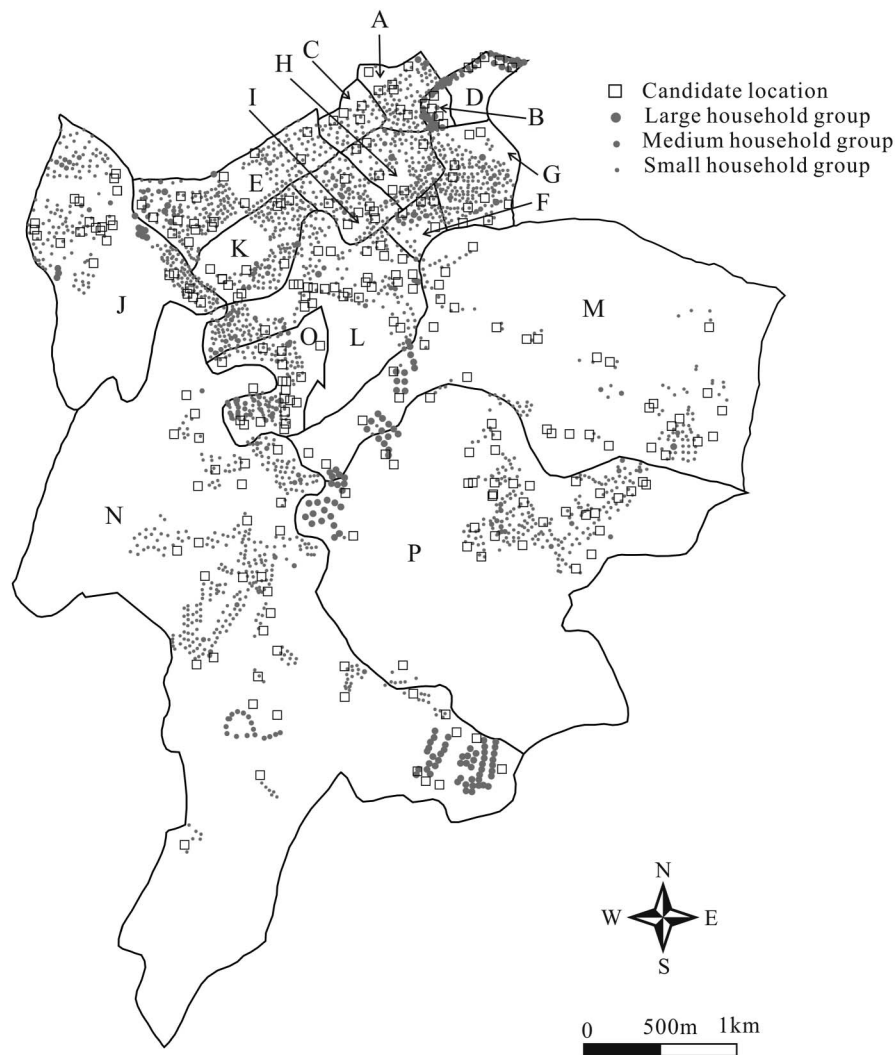 A
C
H
I
D
B
G
F
E
K
J
O
L
M
N
P
Candidate location
Large household group
Medium household group
Small household group
N
W E
S
0 500m 1km